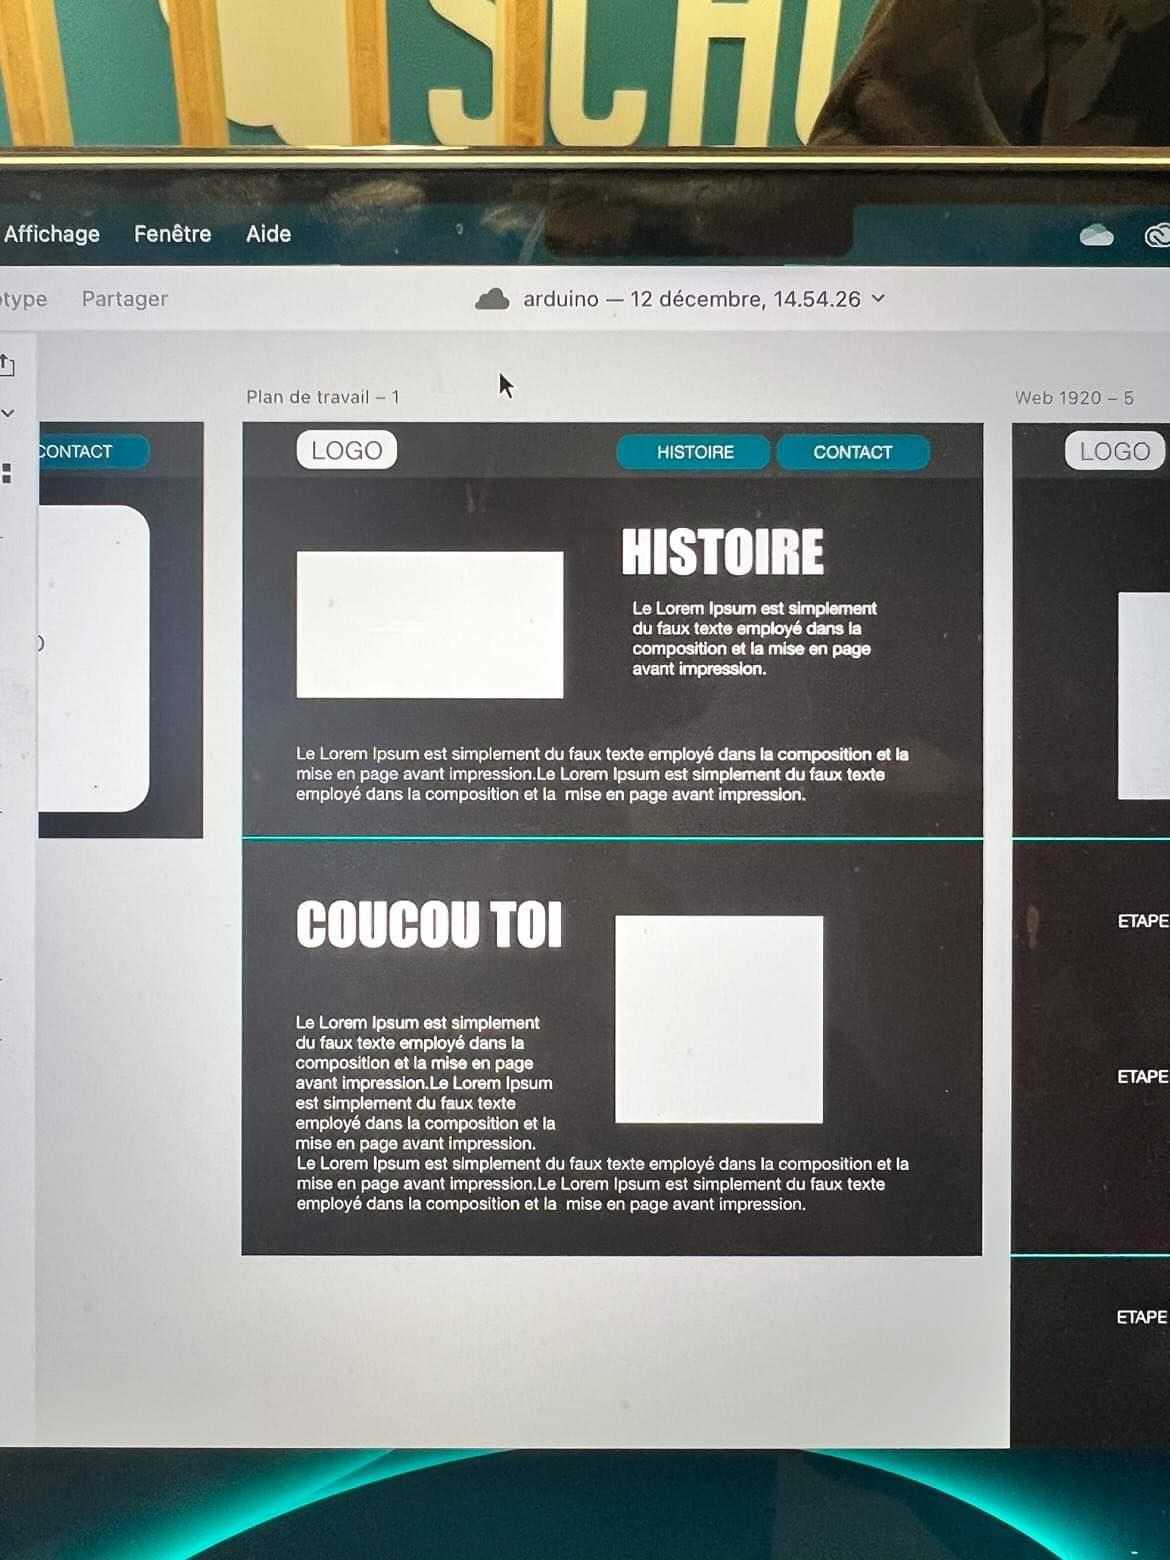 SCH
Affichage Fenêtre Aide
Partager
arduino — 12 décembre, 14.54.26
Plan de travail – 1
Web 1920 – 5
CONTACT
LOGO
HISTOIRE
CONTACT
LOGO
HISTOIRE
Le Lorem Ipsum est simplement
du faux texte employé dans la
composition et la mise en page
avant impression.
Le Lorem Ipsum est simplement du faux texte employé dans la composition et la
mise en page avant impression.Le Lorem Ipsum est simplement du faux texte
employé dans la composition et la  mise en page avant impression.
COUCOU TOI
Le Lorem Ipsum est simplement
du faux texte employé dans la
composition et la mise en page
avant impression.Le Lorem Ipsum
est simplement du faux texte
employé dans la composition et la
mise en page avant impression.
Le Lorem Ipsum est simplement du faux texte employé dans la composition et la
mise en page avant impression.Le Lorem Ipsum est simplement du faux texte
employé dans la composition et la  mise en page avant impression.
ETAPE
ETAPE
ETAPE